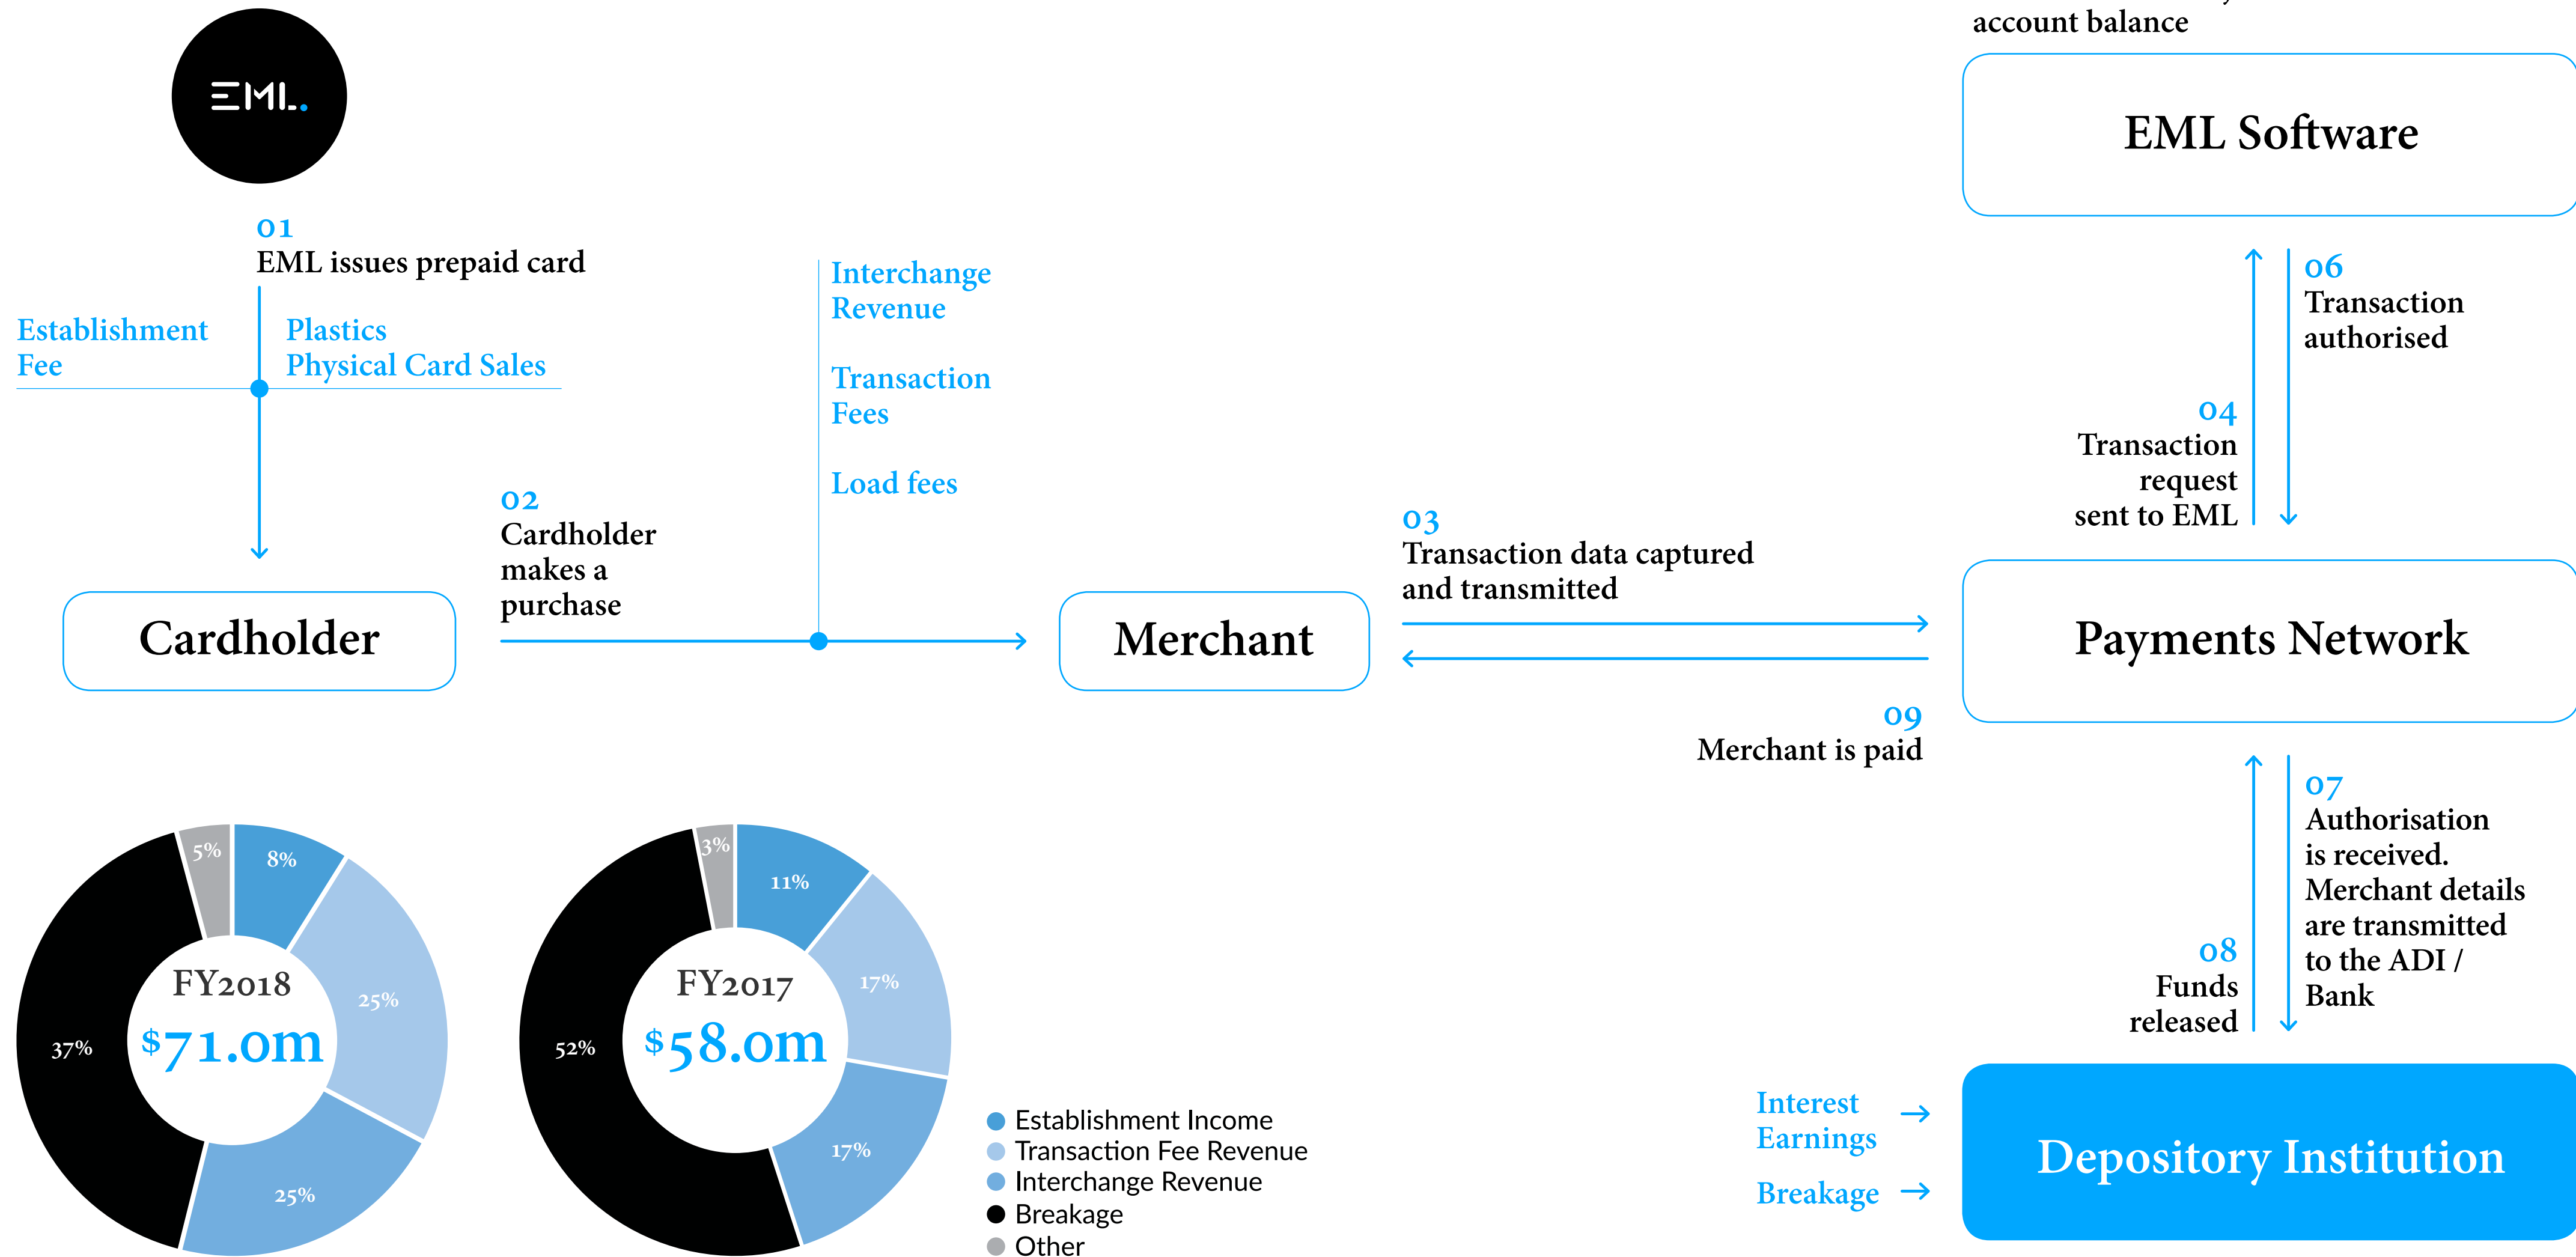 account balance
EML.
EML Software
01
EML issues prepaid card
Establishment
Fee
Plastics
Physical Card Sales
Interchange
Revenue
Transaction
Fees
Load fees
02
Cardholder
makes a
purchase
Cardholder
Merchant
03
Transaction data captured
and transmitted
04
Transaction
request
sent to EML
06
Transaction
authorised
Payments Network
09
Merchant is paid
07
Authorisation
is received.
Merchant details
are transmitted
to the ADI /
Bank
08
Funds
released
Interest
Earnings
Breakage
Depository Institution
5%
8%
25%
25%
37%
FY2018
$71.0m
3%
11%
17%
17%
52%
FY2017
$58.0m
Establishment Income
Transaction Fee Revenue
Interchange Revenue
Breakage
Other